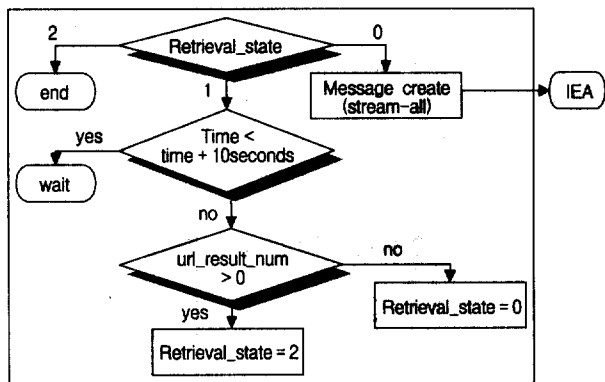 2
Retrieval_state
0
end
1
Message create
(stream-all)
IEA
yes
Time <
time + 10seconds
wait
no
url_result_num
> 0
no
yes
Retrieval_state = 0
Retrieval_state = 2